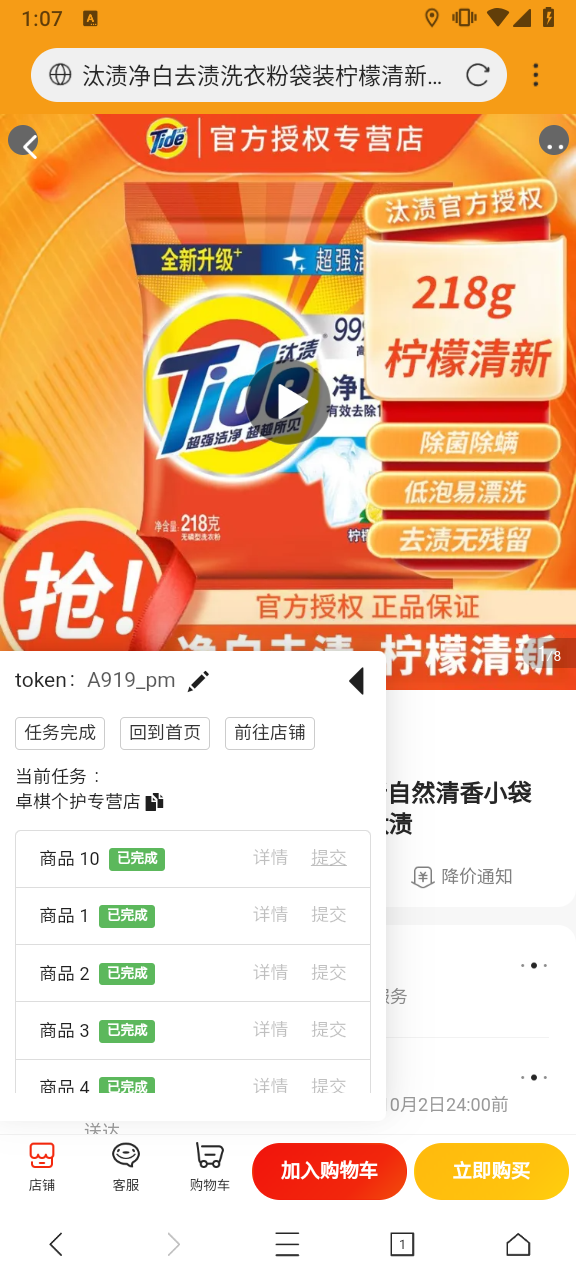 1:07
A
汰渍净白去渍洗衣粉袋装柠檬清新...
Tide
官方授权专营店
汰渍官方授权
全新升级+
超强洁
218g
柠檬清新
汰渍
Tide
超强洁净 超越所见
有效去除
除菌除螨
低泡易漂洗
去渍无残留
净含量:218克
无磷型洗衣粉
抢!
官方授权 正品保证
净白去渍 柠檬清新
1/8
token: A919_pm
任务完成
回到首页
前往店铺
当前任务 :
卓棋个护专营店
自然清香小袋
渍
降价通知
商品 10 已完成 详情 提交
商品 1 已完成 详情 提交
商品 2 已完成 详情 提交
服务
商品 3 已完成 详情 提交
商品 4 已完成 详情 提交
10月2日24:00前
送达
店铺
客服
购物车
加入购物车
立即购买
1